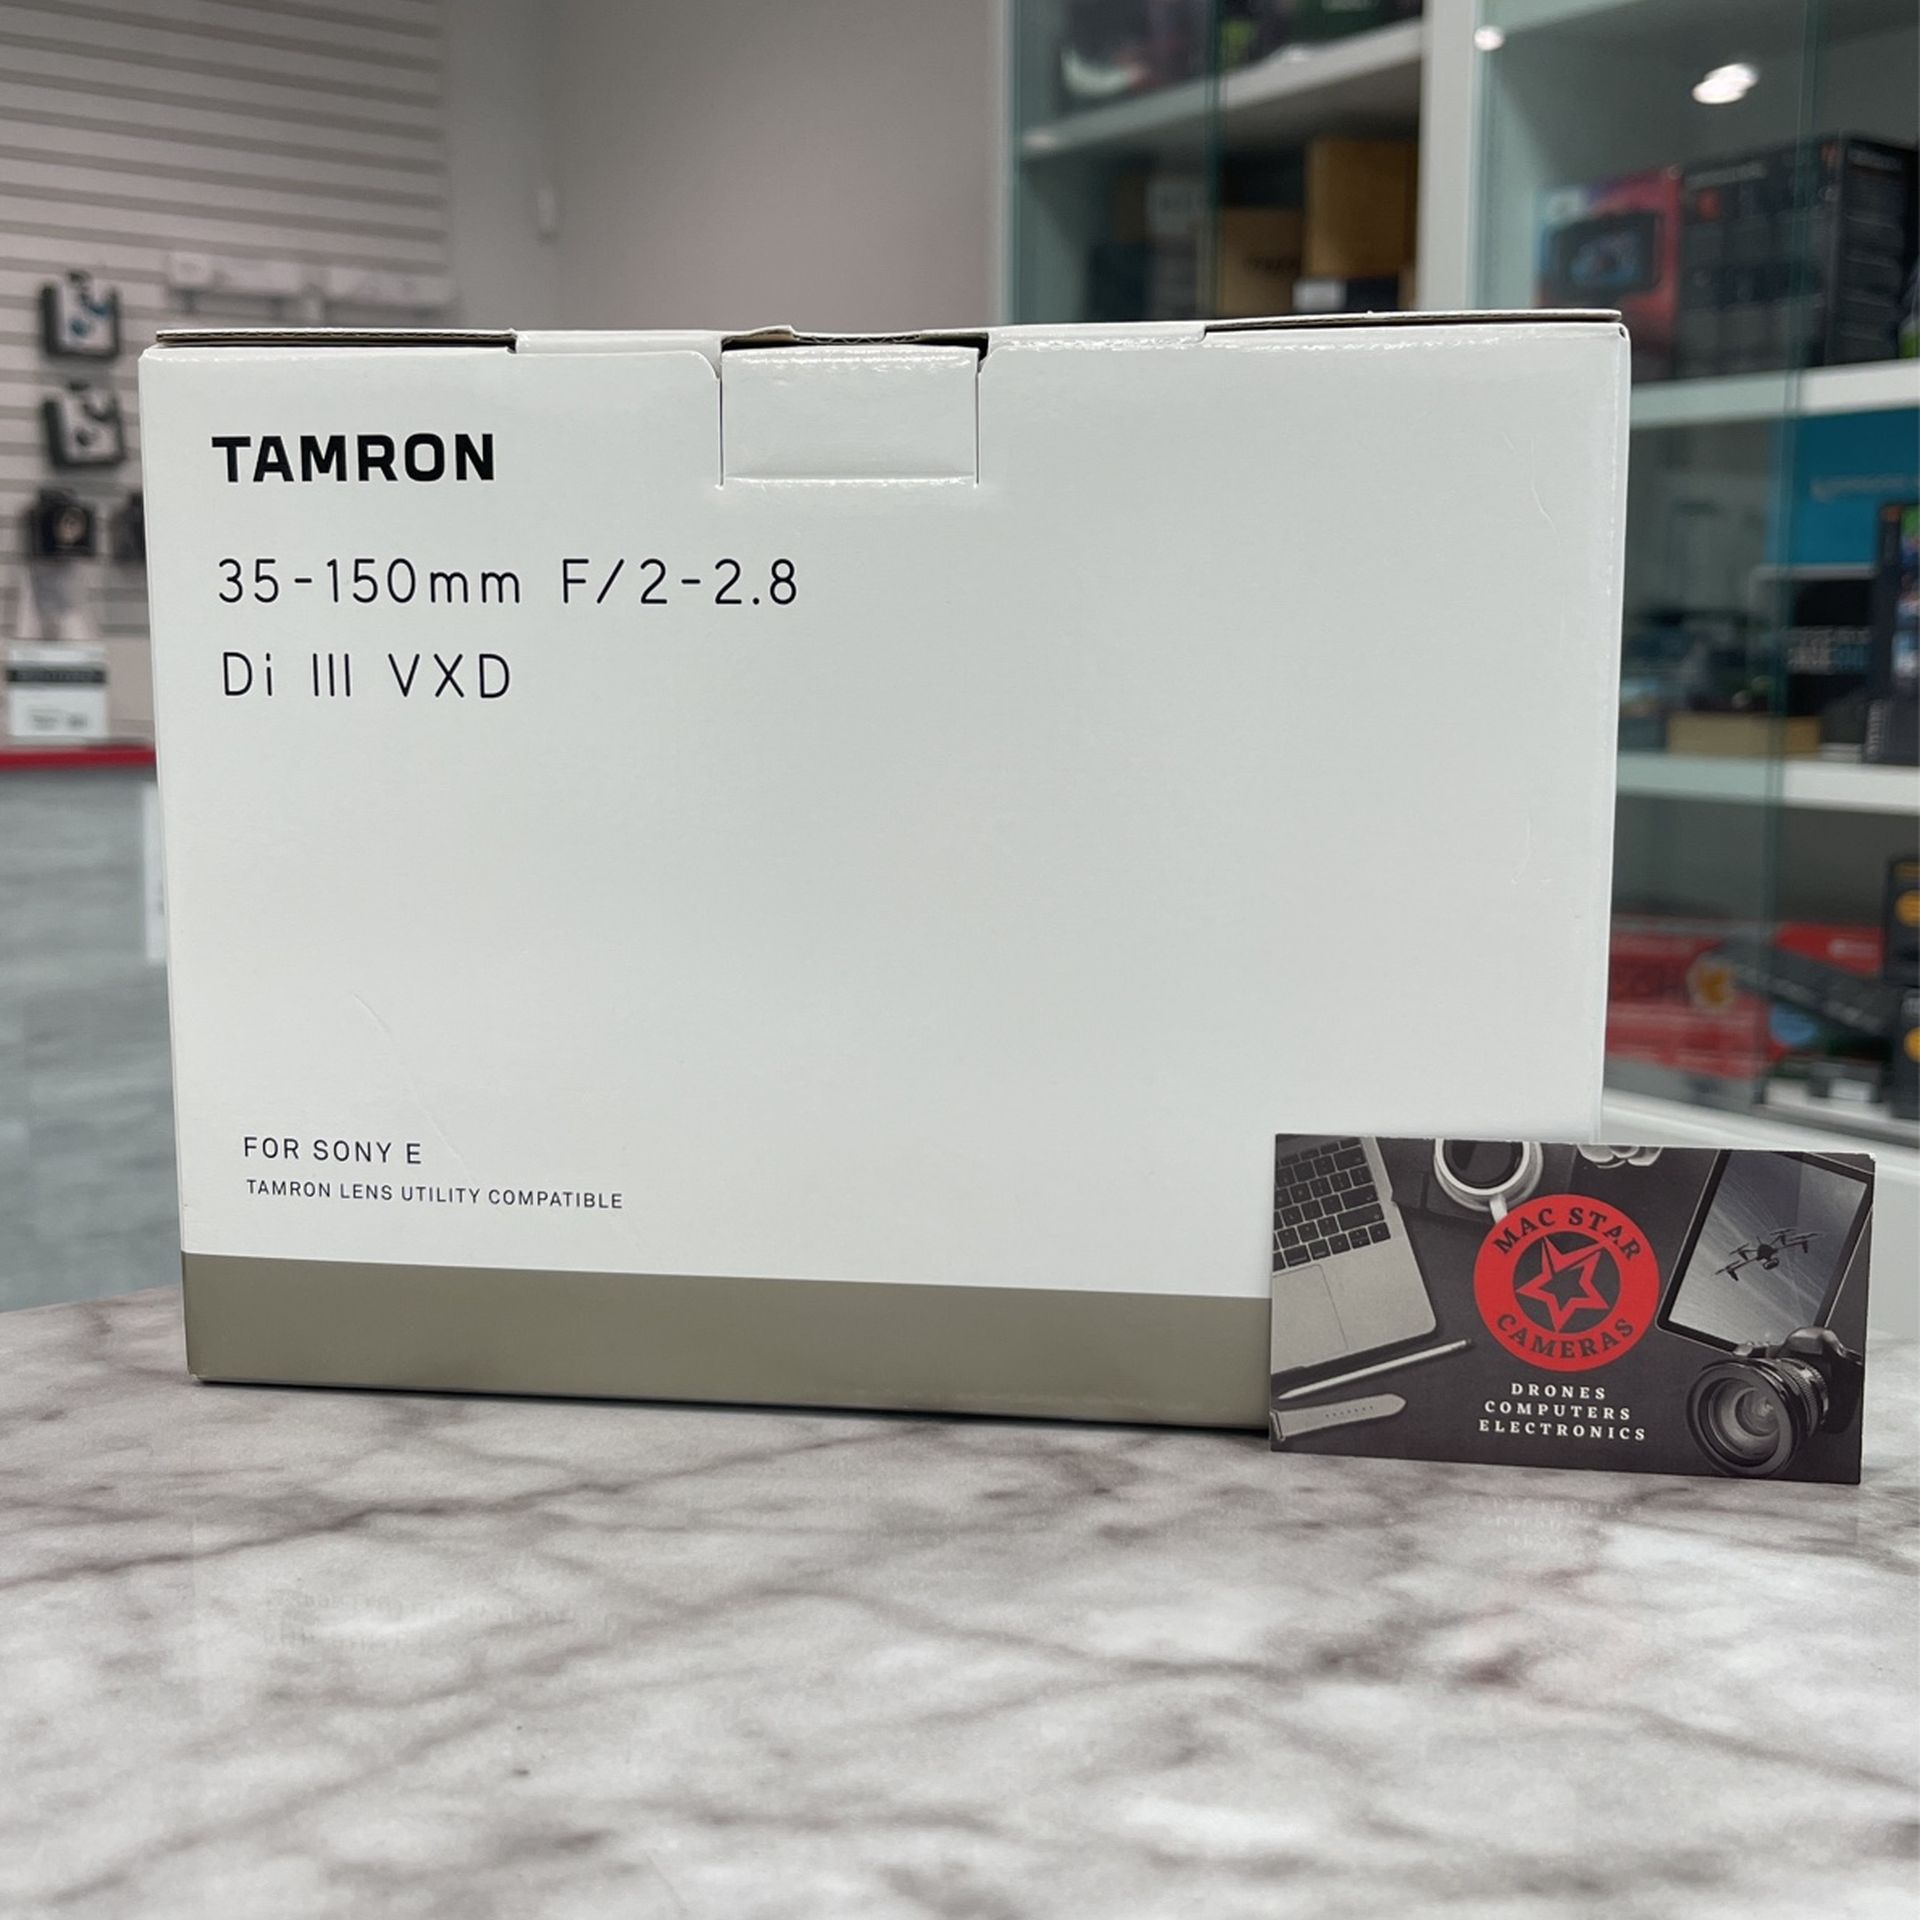 TAMRON
35-150mm F/2-2.8
Di III VXD
FOR SONY E
TAMRON LENS UTILITY COMPATIBLE
MAC STAR
CAMERAS
DRONES
COMPUTERS
ELECTRONICS